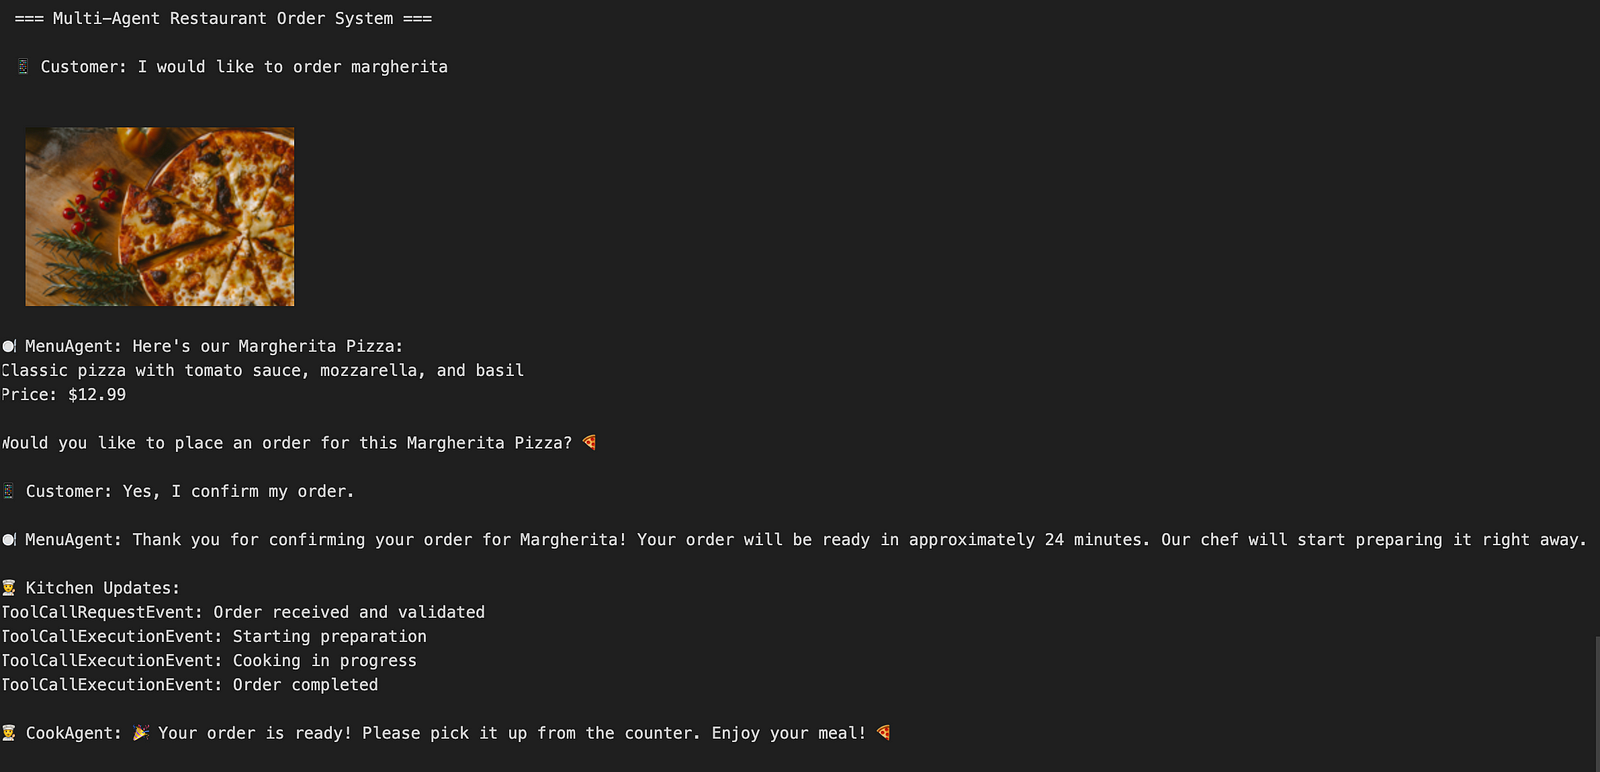 === Multi-Agent Restaurant Order System ===
📱 Customer: I would like to order margherita
🍽️ MenuAgent: Here's our Margherita Pizza:
Classic pizza with tomato sauce, mozzarella, and basil
Price: $12.99
Would you like to place an order for this Margherita Pizza? 🍕
📱 Customer: Yes, I confirm my order.
🍽️ MenuAgent: Thank you for confirming your order for Margherita! Your order will be ready in approximately 24 minutes. Our chef will start preparing it right away.
👨‍🍳 Kitchen Updates:
ToolCallRequestEvent: Order received and validated
ToolCallExecutionEvent: Starting preparation
ToolCallExecutionEvent: Cooking in progress
ToolCallExecutionEvent: Order completed
👨‍🍳 CookAgent: 🎉 Your order is ready! Please pick it up from the counter. Enjoy your meal! 🍕